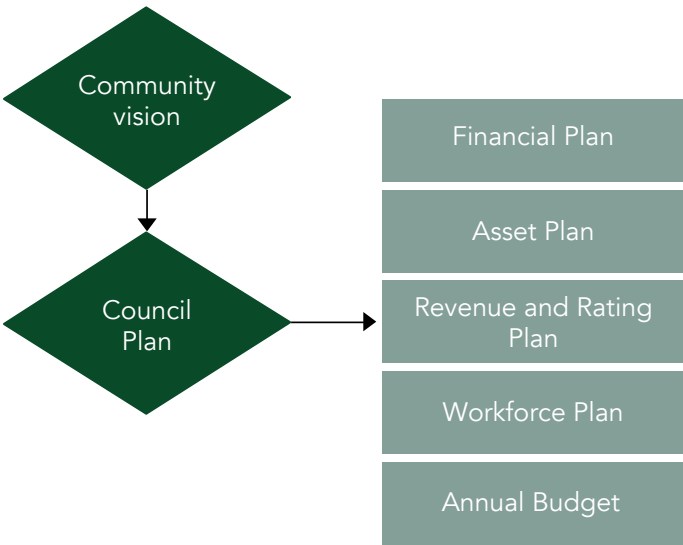 Community
vision
Financial Plan
Asset Plan
Council
Plan
Revenue and Rating
Plan
Workforce Plan
Annual Budget